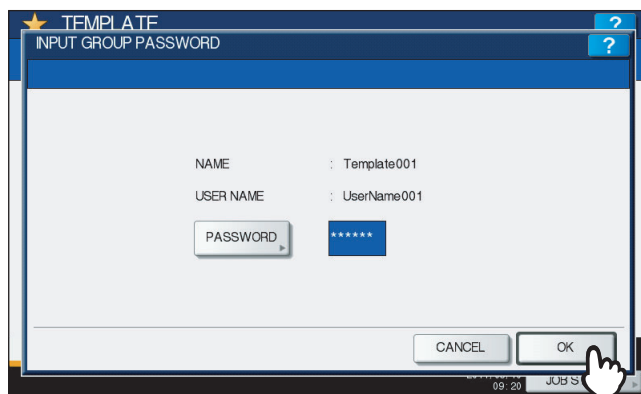 TEMPLATE ?
INPUT GROUP PASSWORD ?
NAME : Template001
USER NAME : UserName001
PASSWORD ******
CANCEL OK
09:20 JOB S